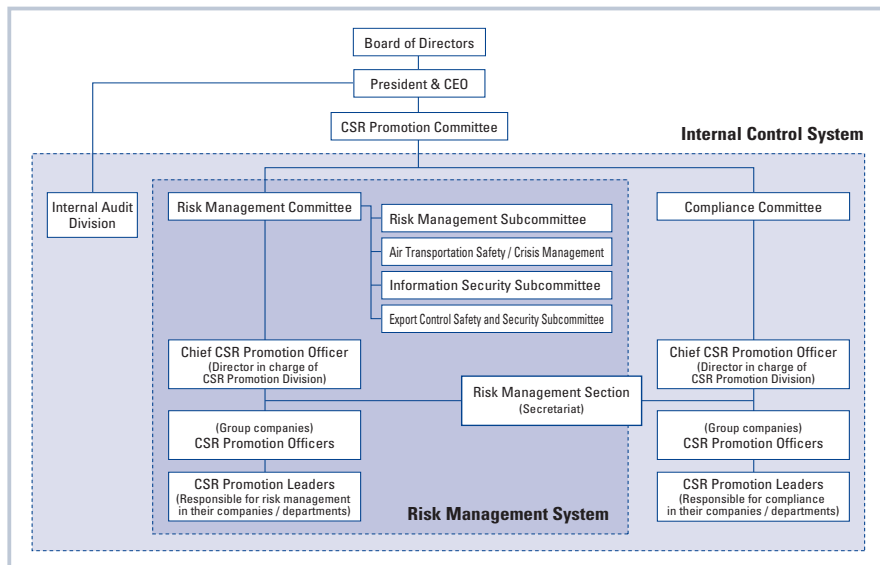 Board of Directors
President & CEO
CSR Promotion Committee
Internal Control System
Internal Audit
Division
Risk Management Committee
Risk Management Subcommittee
Air Transportation Safety / Crisis Management
Information Security Subcommittee
Export Control Safety and Security Subcommittee
Compliance Committee
Chief CSR Promotion Officer
(Director in charge of
CSR Promotion Division)
Risk Management Section
(Secretariat)
Chief CSR Promotion Officer
(Director in charge of
CSR Promotion Division)
(Group companies)
CSR Promotion Officers
(Group companies)
CSR Promotion Officers
CSR Promotion Leaders
(Responsible for risk management
in their companies / departments)
Risk Management System
CSR Promotion Leaders
(Responsible for compliance
in their companies / departments)